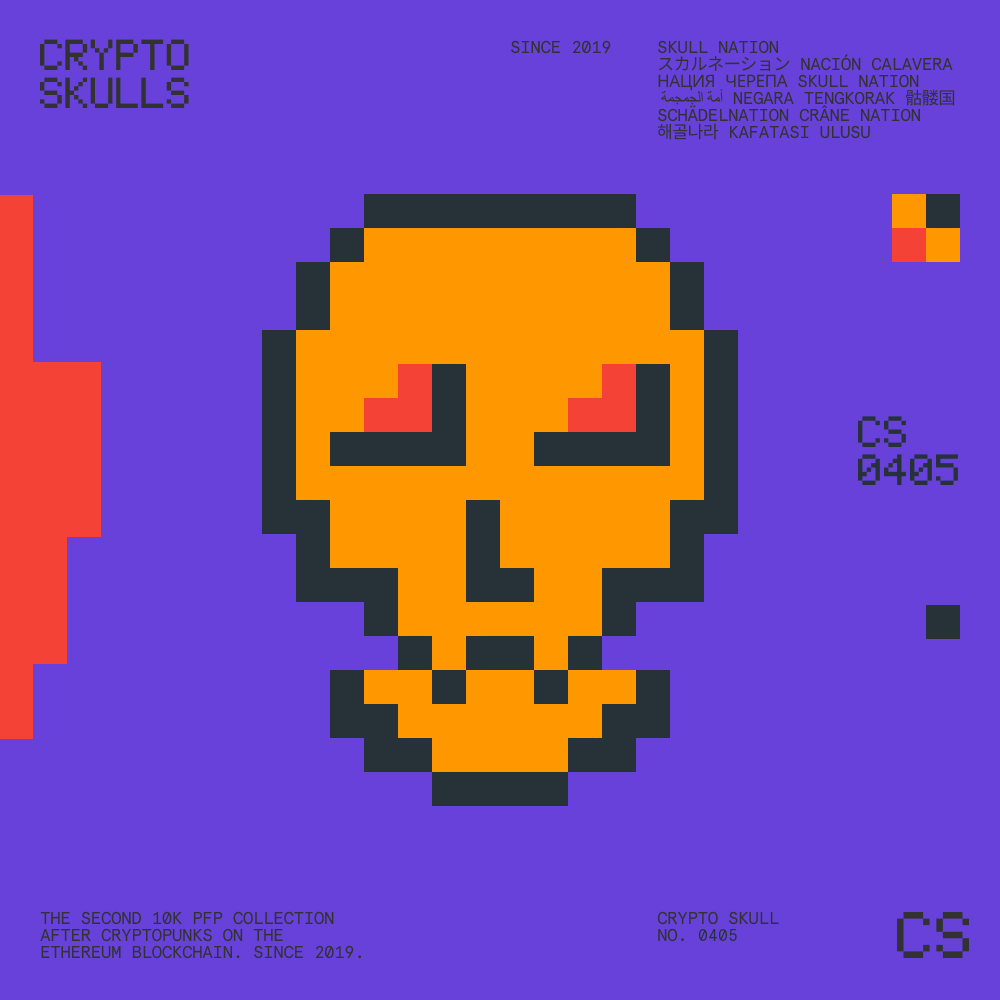 CRYPTO
SKULLS
SINCE 2019
SKULL NATION
スカルネーション NACIÓN CALAVERA
НАЦИЯ ЧЕРЕПА SKULL NATION
أمة الجمجمة NEGARA TENGKORAK 骷髅国
SCHÄDELNATION CRÂNE NATION
해골나라 KAFATASI ULUSU
CS
0405
THE SECOND 10K PFP COLLECTION
AFTER CRYPTOPUNKS ON THE
ETHEREUM BLOCKCHAIN. SINCE 2019.
CRYPTO SKULL
NO. 0405
CS